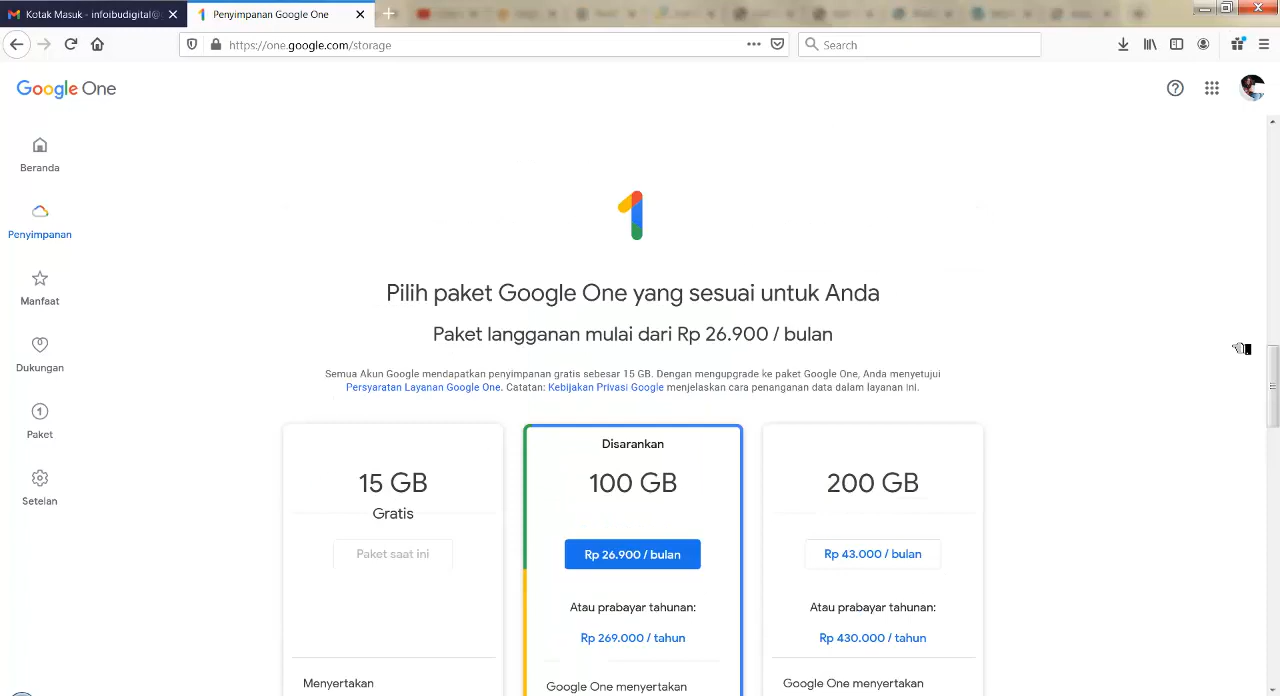 Kotak Masuk - infoibudigital@
Penyimpanan Google One
https://one.google.com/storage
Search
Google One
Beranda
Penyimpanan
Manfaat
Dukungan
Paket
Setelan
Pilih paket Google One yang sesuai untuk Anda
Paket langganan mulai dari Rp 26.900 / bulan
Semua Akun Google mendapatkan penyimpanan gratis sebesar 15 GB. Dengan mengupgrade ke paket Google One, Anda menyetujui
Persyaratan Layanan Google One. Catatan: Kebijakan Privasi Google menjelaskan cara penanganan data dalam layanan ini.
15 GB
Gratis
Paket saat ini
Menyertakan
Disarankan
100 GB
Rp 26.900 / bulan
Atau prabayar tahunan:
Rp 269.000 / tahun
Google One menyertakan
200 GB
Rp 43.000 / bulan
Atau prabayar tahunan:
Rp 430.000 / tahun
Google One menyertakan